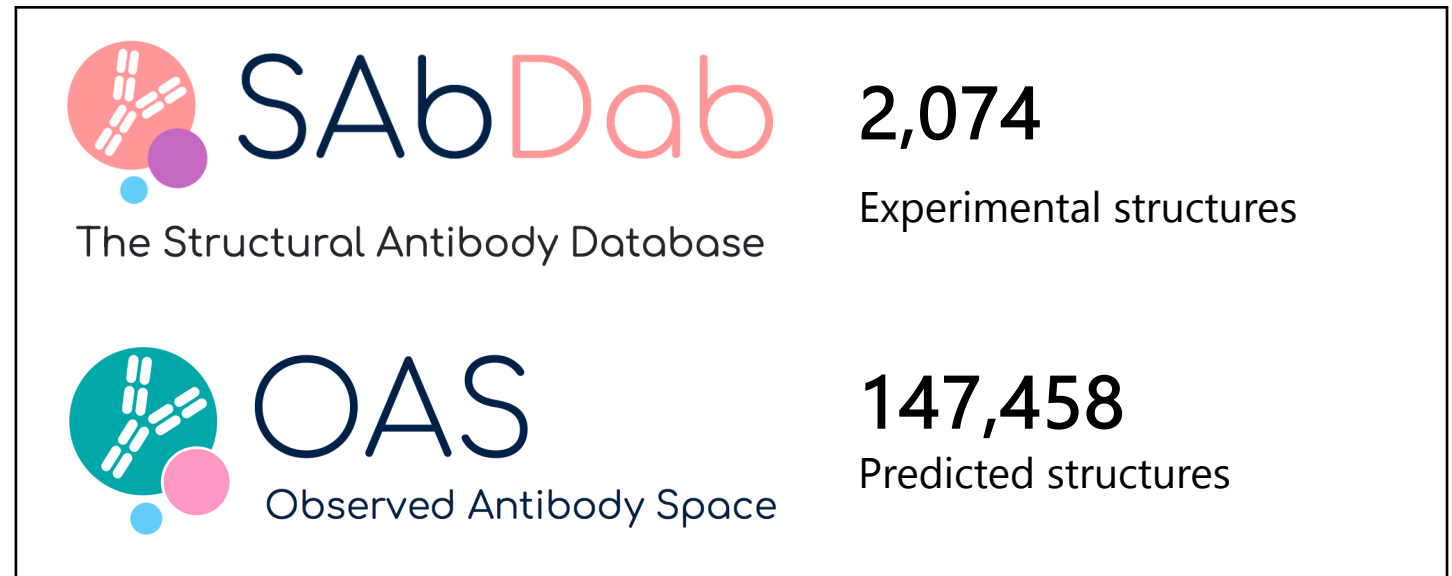 SAbDab
The Structural Antibody Database
2,074
Experimental structures
OAS
Observed Antibody Space
147,458
Predicted structures